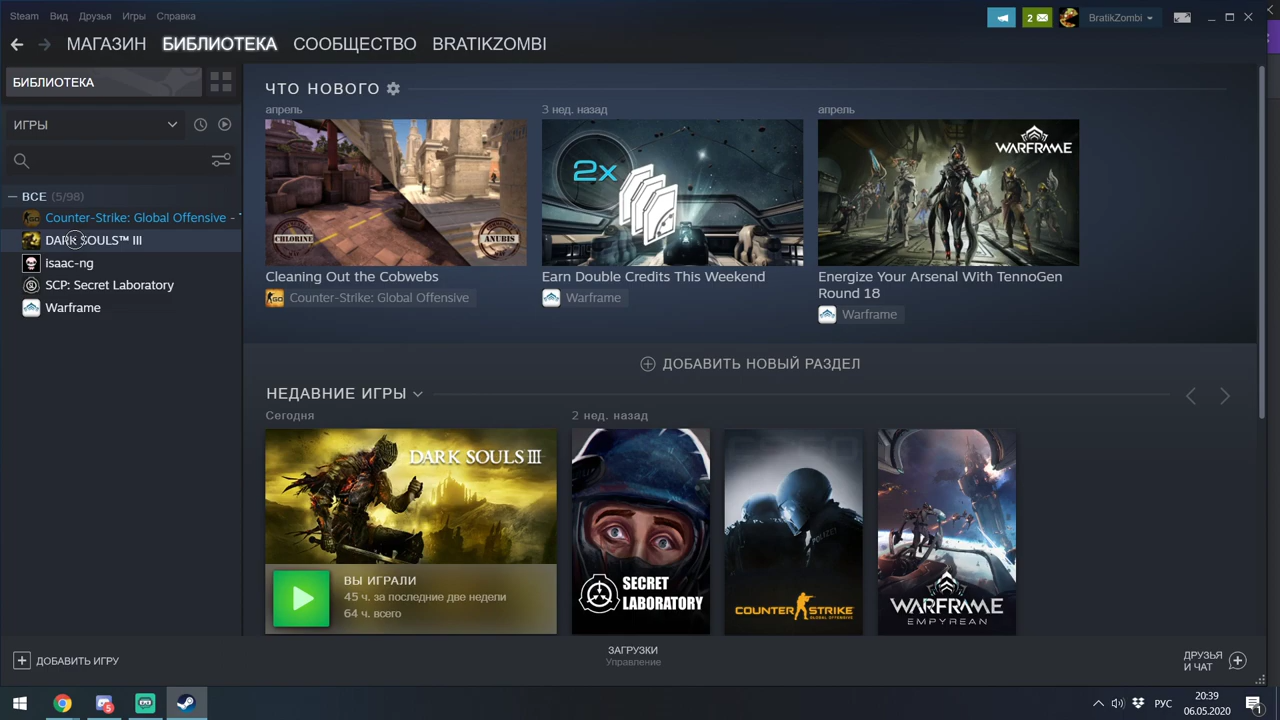 Steam Вид Друзья Игры Справка
2
BratikZombi
МАГАЗИН БИБЛИОТЕКА СООБЩЕСТВО BRATIKZOMBI
БИБЛИОТЕКА
ИГРЫ
ВСЕ (5/98)
Counter-Strike: Global Offensive -
DARK SOULS™ III
isaac-ng
SCP: Secret Laboratory
Warframe
ЧТО НОВОГО
апрель
CHLORINE
ANUBIS
Cleaning Out the Cobwebs
Counter-Strike: Global Offensive
3 нед. назад
2x
Earn Double Credits This Weekend
Warframe
апрель
WARFRAME
Energize Your Arsenal With TennoGen
Round 18
Warframe
ДОБАВИТЬ НОВЫЙ РАЗДЕЛ
НЕДАВНИЕ ИГРЫ
Сегодня
DARK SOULS III
ВЫ ИГРАЛИ
45 ч. за последние две недели
64 ч. всего
2 нед. назад
SECRET
LABORATORY
POLIZEI
COUNTER STRIKE
GLOBAL OFFENSIVE
WARFRAME
EMPYREAN
ДОБАВИТЬ ИГРУ
ЗАГРУЗКИ
Управление
ДРУЗЬЯ
И ЧАТ
5
РУС
20:39
06.05.2020
1